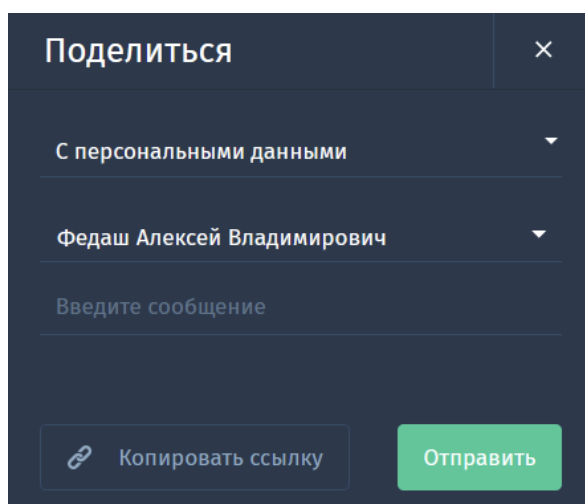 Поделиться
С персональными данными
Федаш Алексей Владимирович
Введите сообщение
Копировать ссылку
Отправить